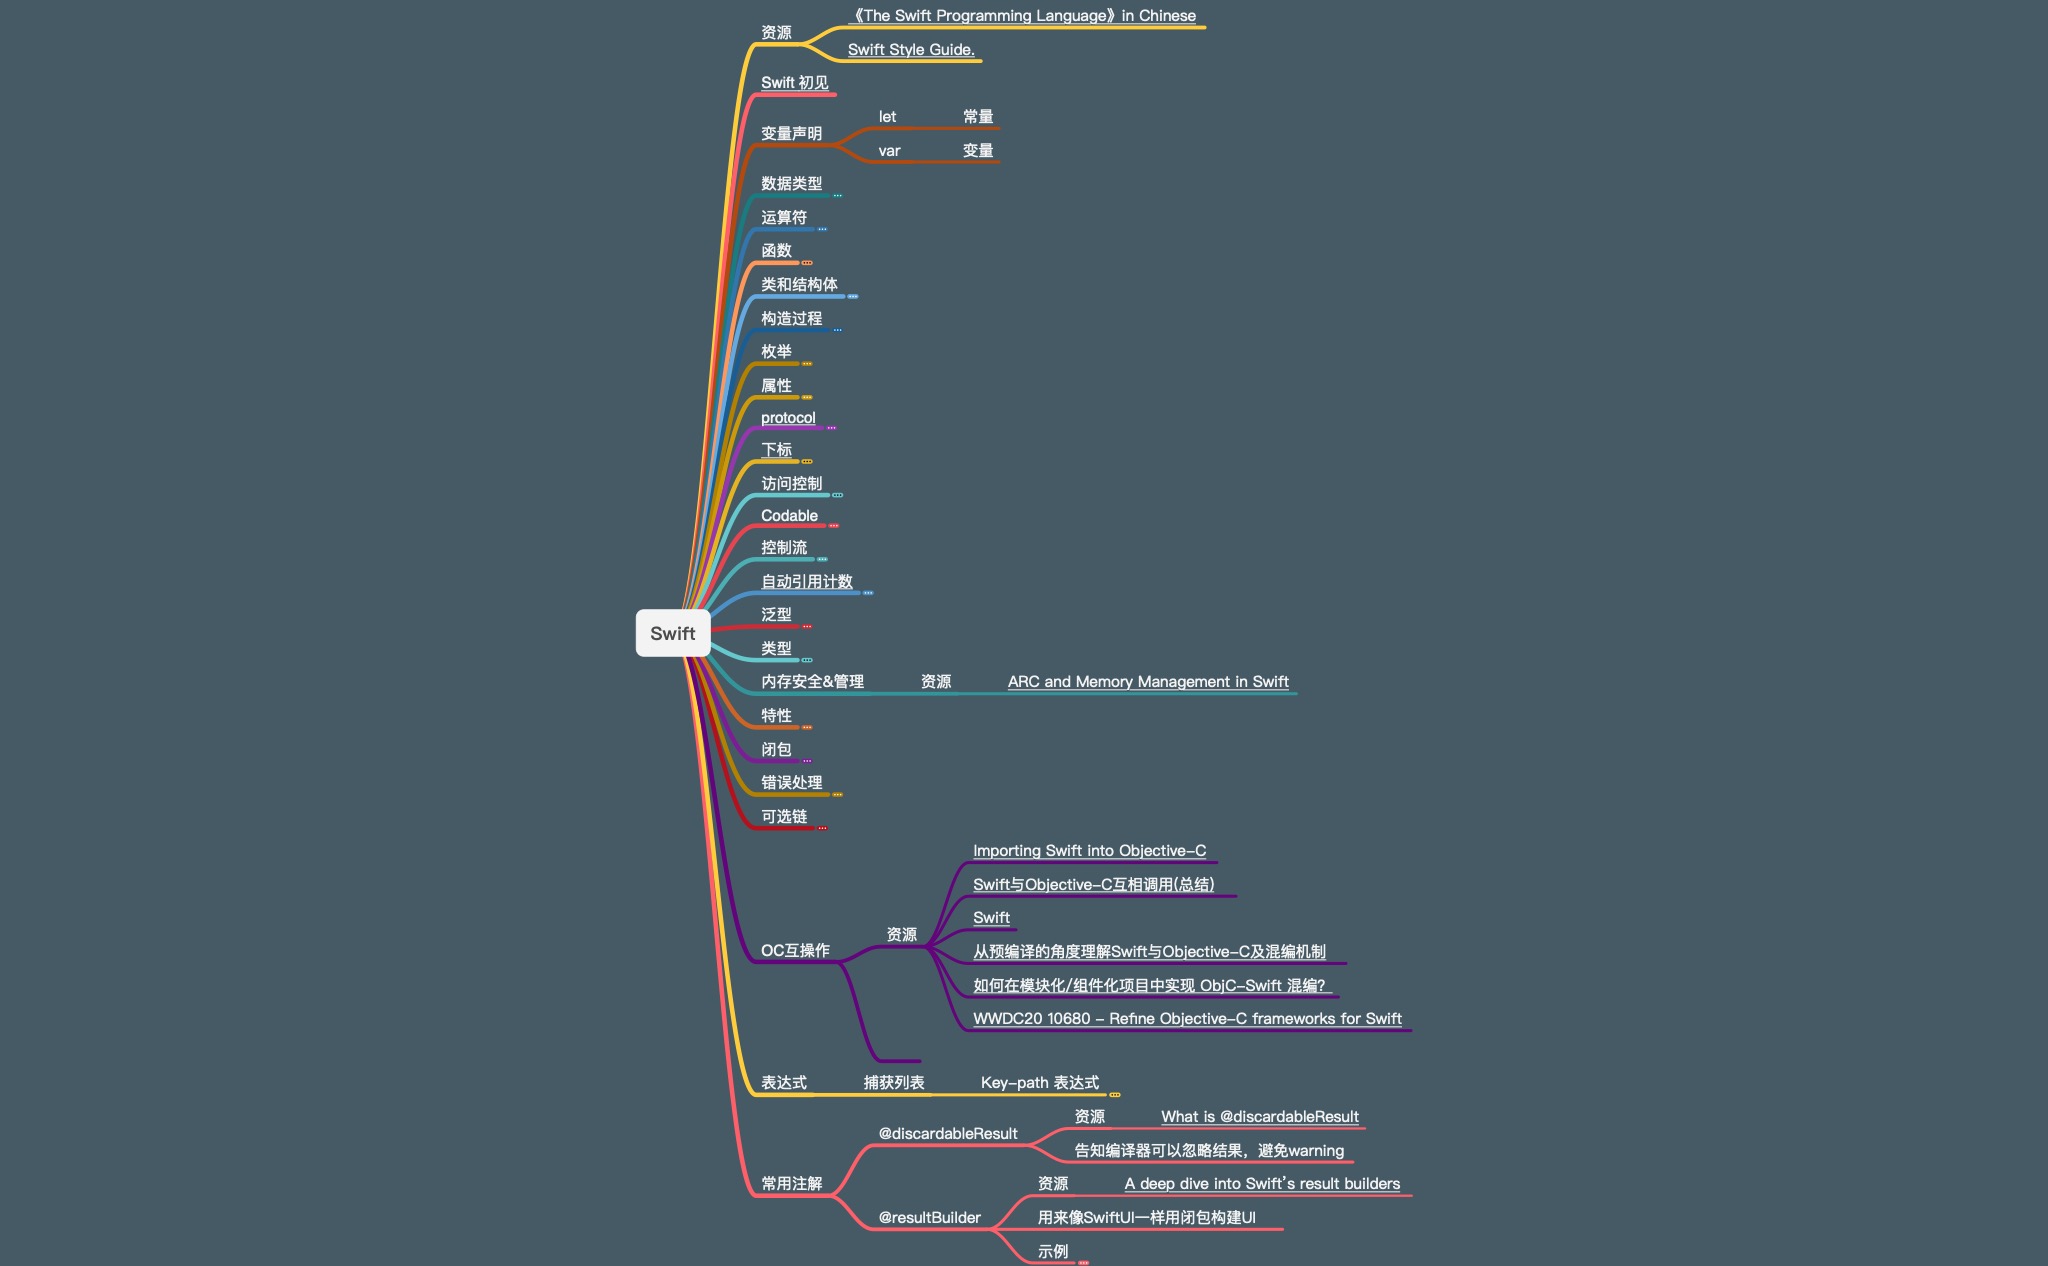 《The Swift Programming Language》in Chinese
资源
Swift Style Guide.
Swift 初见
let 常量
变量声明
var 变量
数据类型
运算符
函数
类和结构体
构造过程
枚举
属性
protocol
下标
访问控制
Codable
控制流
自动引用计数
泛型
Swift
类型
内存安全&管理 资源 ARC and Memory Management in Swift
特性
闭包
错误处理
可选链
Importing Swift into Objective-C
Swift与Objective-C互相调用(总结)
Swift
资源
OC互操作
从预编译的角度理解Swift与Objective-C及混编机制
如何在模块化/组件化项目中实现 ObjC-Swift 混编?
WWDC20 10680 - Refine Objective-C frameworks for Swift
表达式 捕获列表 Key-path 表达式
资源 What is @discardableResult
@discardableResult
告知编译器可以忽略结果，避免warning
常用注解
资源 A deep dive into Swift's result builders
@resultBuilder
用来像SwiftUI一样用闭包构建UI
示例